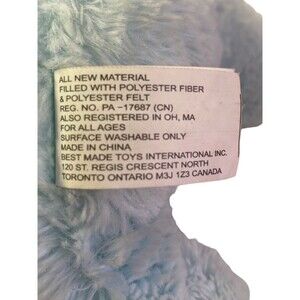 ALL NEW MATERIAL
FILLED WITH POLYESTER FIBER
& POLYESTER FELT
REG. NO. PA -17687 (CN)
ALSO REGISTERED IN OH, MA
FOR ALL AGES
SURFACE WASHABLE ONLY
MADE IN CHINA
BEST MADE TOYS INTERNATIONAL INC.
120 ST. REGIS CRESCENT NORTH
TORONTO ONTARIO M3J 1Z3 CANADA